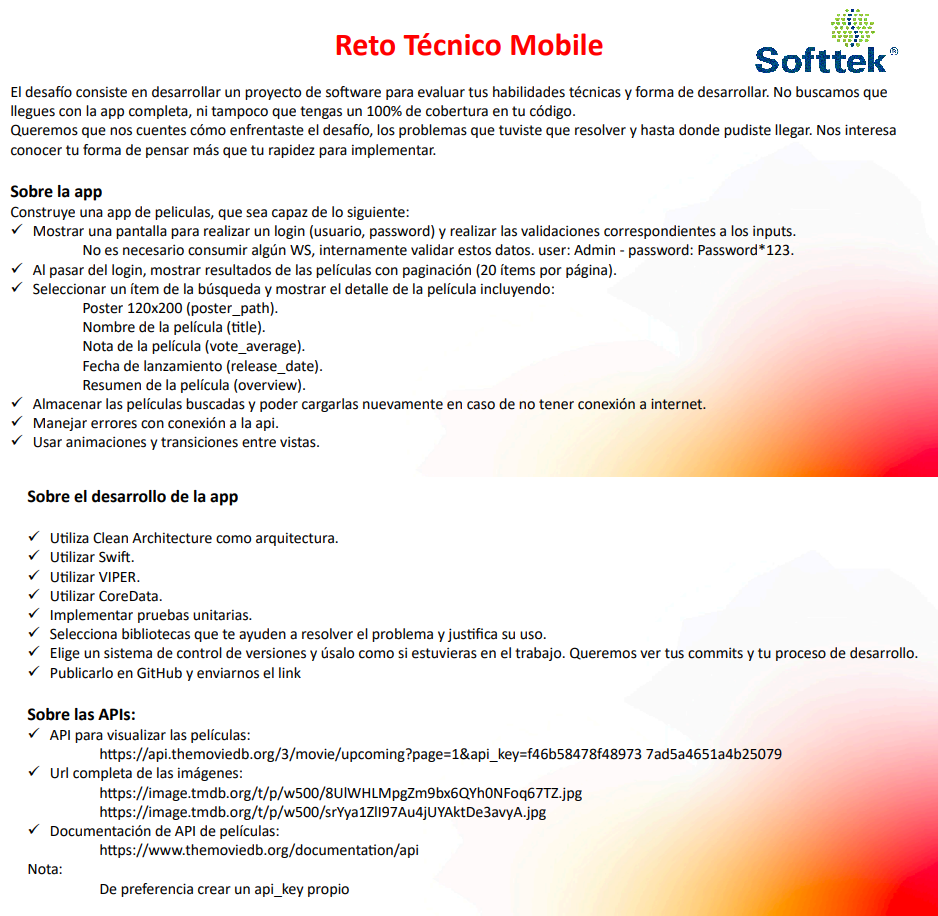 Reto Técnico Mobile
Softtek®
El desafío consiste en desarrollar un proyecto de software para evaluar tus habilidades técnicas y forma de desarrollar. No buscamos que
llegues con la app completa, ni tampoco que tengas un 100% de cobertura en tu código.
Queremos que nos cuentes cómo enfrentaste el desafío, los problemas que tuviste que resolver y hasta donde pudiste llegar. Nos interesa
conocer tu forma de pensar más que tu rapidez para implementar.
Sobre la app
Construye una app de peliculas, que sea capaz de lo siguiente:
✓ Mostrar una pantalla para realizar un login (usuario, password) y realizar las validaciones correspondientes a los inputs.
No es necesario consumir algún WS, internamente validar estos datos. user: Admin - password: Password*123.
✓ Al pasar del login, mostrar resultados de las películas con paginación (20 ítems por página).
✓ Seleccionar un ítem de la búsqueda y mostrar el detalle de la película incluyendo:
Poster 120x200 (poster_path).
Nombre de la película (title).
Nota de la película (vote_average).
Fecha de lanzamiento (release_date).
Resumen de la película (overview).
✓ Almacenar las películas buscadas y poder cargarlas nuevamente en caso de no tener conexión a internet.
✓ Manejar errores con conexión a la api.
✓ Usar animaciones y transiciones entre vistas.
Sobre el desarrollo de la app
✓ Utiliza Clean Architecture como arquitectura.
✓ Utilizar Swift.
✓ Utilizar VIPER.
✓ Utilizar CoreData.
✓ Implementar pruebas unitarias.
✓ Selecciona bibliotecas que te ayuden a resolver el problema y justifica su uso.
✓ Elige un sistema de control de versiones y úsalo como si estuvieras en el trabajo. Queremos ver tus commits y tu proceso de desarrollo.
✓ Publicarlo en GitHub y enviarnos el link
Sobre las APIs:
✓ API para visualizar las películas:
https://api.themoviedb.org/3/movie/upcoming?page=1&api_key=f46b58478f48973 7ad5a4651a4b25079
✓ Url completa de las imágenes:
https://image.tmdb.org/t/p/w500/8UlWHLMpgZm9bx6QYh0NFoq67TZ.jpg
https://image.tmdb.org/t/p/w500/srYya1ZlI97Au4jUYAktDe3avyA.jpg
✓ Documentación de API de películas:
https://www.themoviedb.org/documentation/api
Nota:
De preferencia crear un api_key propio